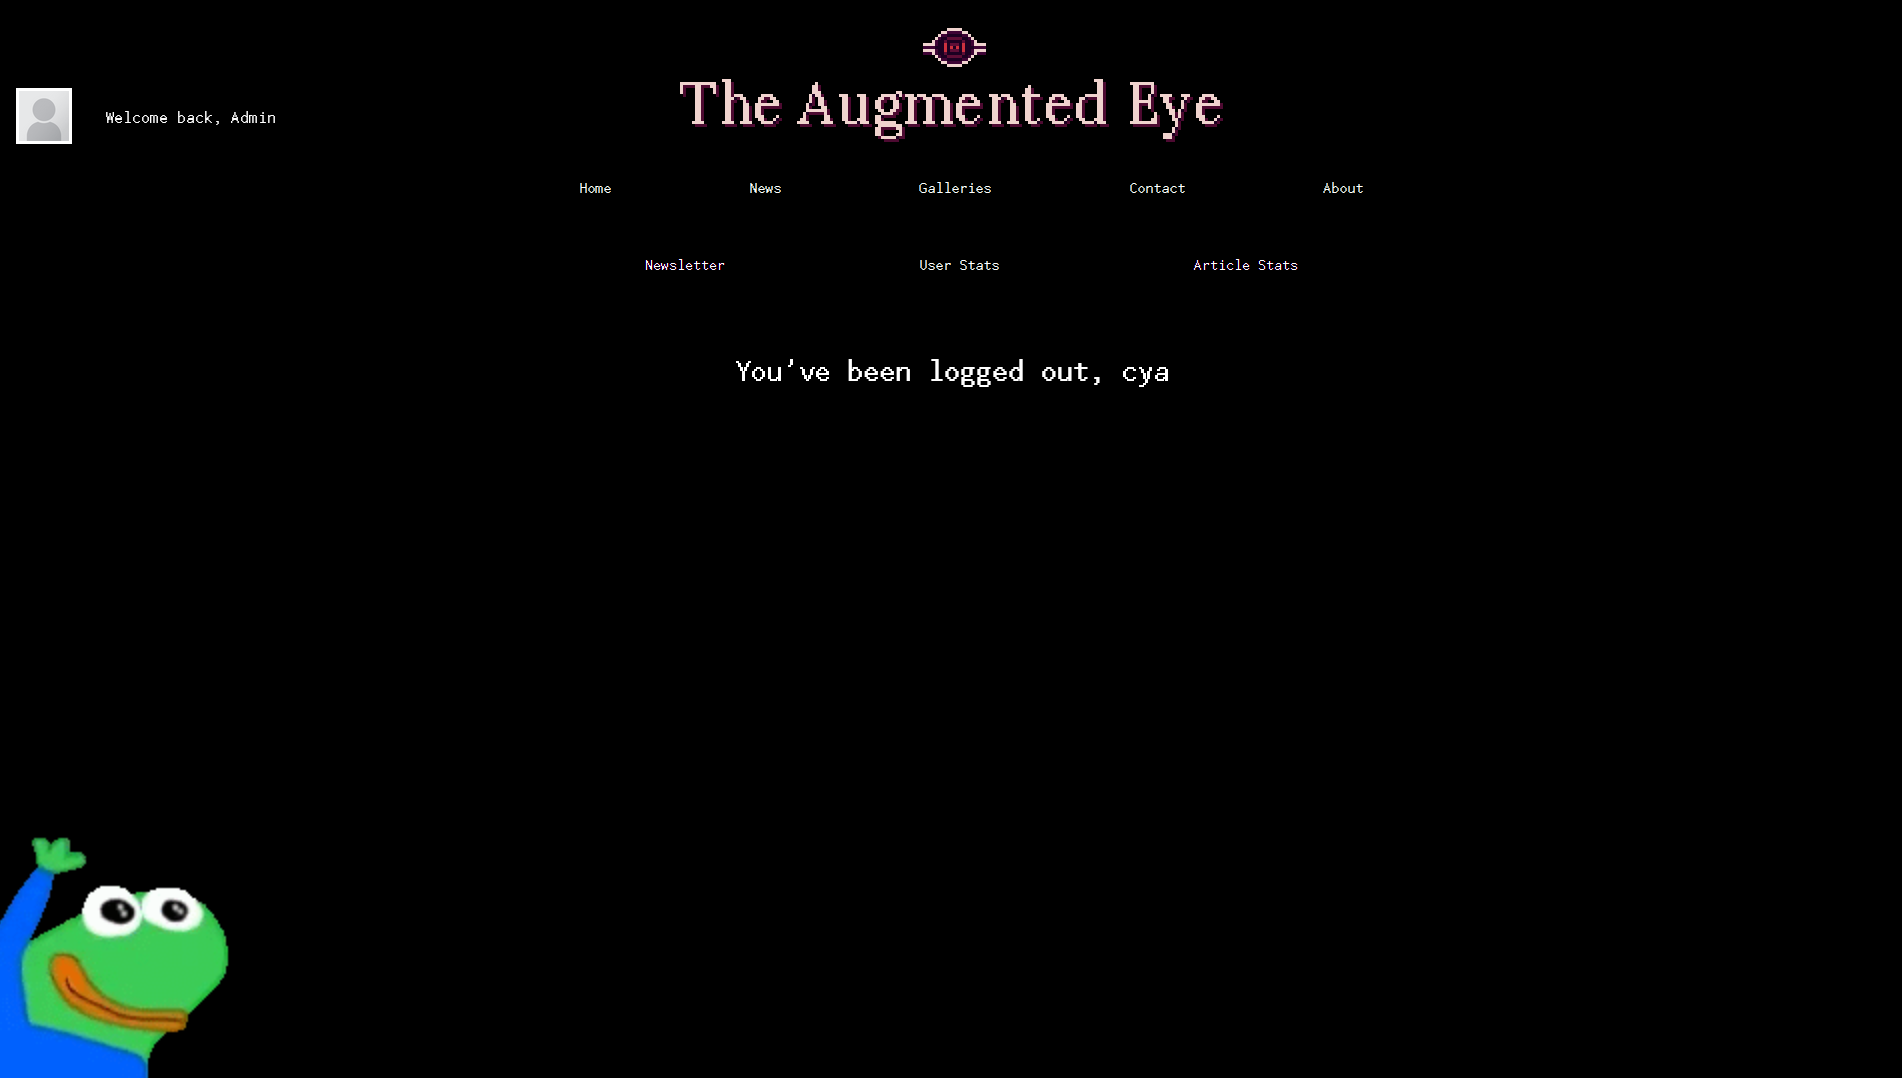 The Augmented Eye
Welcome back, Admin
Home News Galleries Contact About
Newsletter User Stats Article Stats
You've been logged out, cya